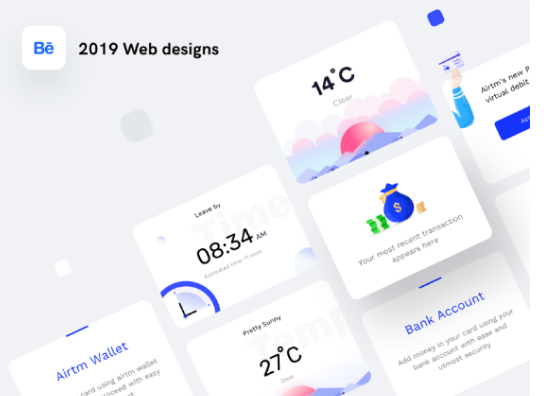 Bē
2019 Web designs
14°C
Clear
Airtm's new
virtual debit
Leave by
Time
08:34 AM
Estimated time: 15 mins
Your most recent transaction
appears here
Pretty Sunny
Temp
27°C
Clear
Bank Account
Add money in your card using your
bank account with ease and
utmost security
Airtm Wallet
card using airtm wallet
with easy